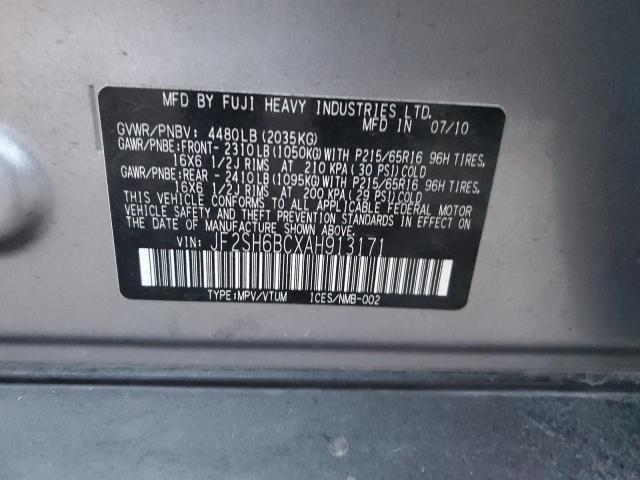 MFD BY FUJI HEAVY INDUSTRIES LTD.
MFD IN 07/10
GVWR/PNBV: 4480LB (2035KG)
GAWR/PNBE:FRONT- 2310LB (1050KG)WITH P215/65R16 96H TIRES,
16X6 1/2J RIMS AT 210 KPA (30 PSI)COLD
GAWR/PNBE:REAR - 2410LB (1095KG)WITH P215/65R16 96H TIRES,
16X6 1/2J RIMS AT 200 KPA(29 PSI)COLD
THIS VEHICLE CONFORMS TO ALL APPLICABLE FEDERAL MOTOR
VEHICLE SAFETY AND BUMPER STANDARDS IN EFFECT ON
THE DATE OF MANUFACTURE SHOWN ABOVE.
VIN: JF2SH6BCXAH913171
TYPE:MPV/VTUM ICES/NMB-002